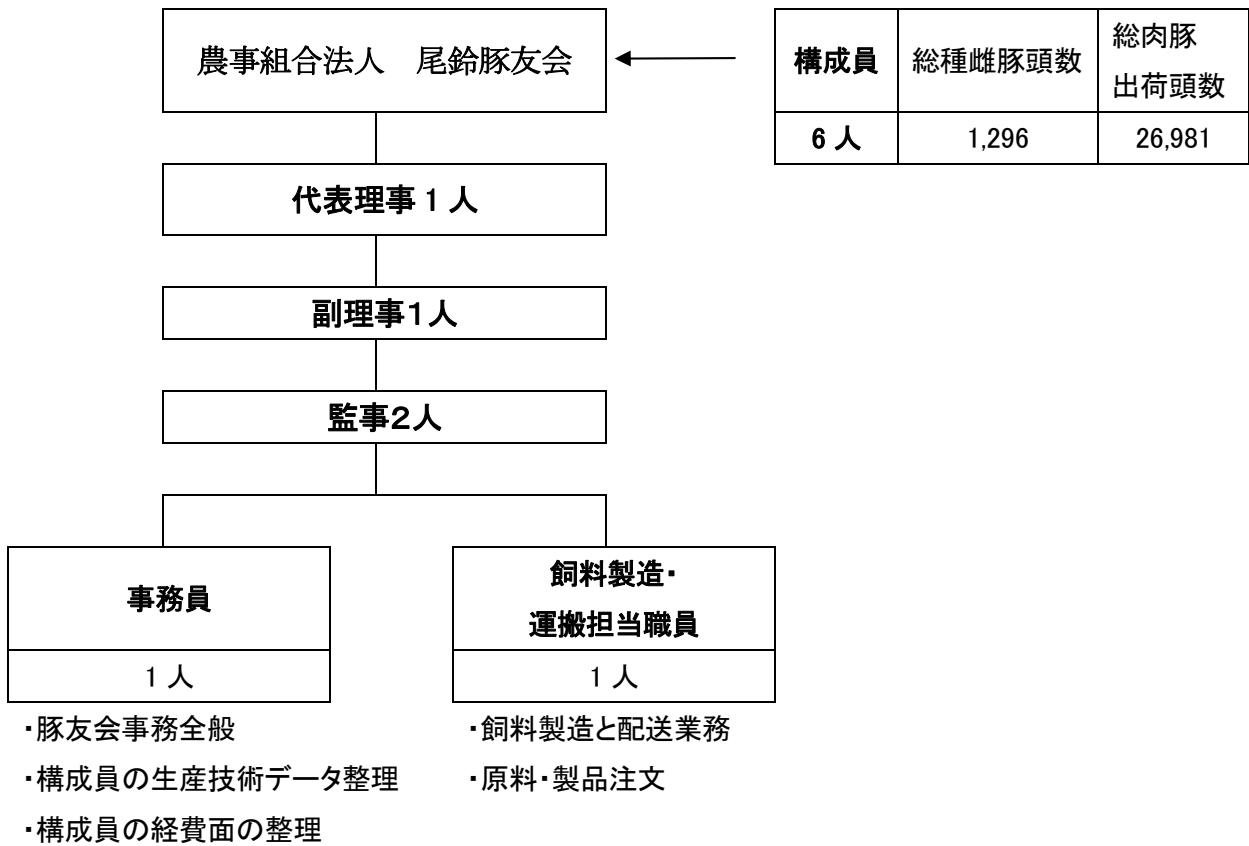 農事組合法人　尾鈴豚友会
構成員 総種雌豚頭数 総肉豚
出荷頭数
6 人 1,296 26,981
代表理事 1 人
副理事1人
監事2人
事務員
1 人
・豚友会事務全般
・構成員の生産技術データ整理
・構成員の経費面の整理
飼料製造・
運搬担当職員
1 人
・飼料製造と配送業務
・原料・製品注文